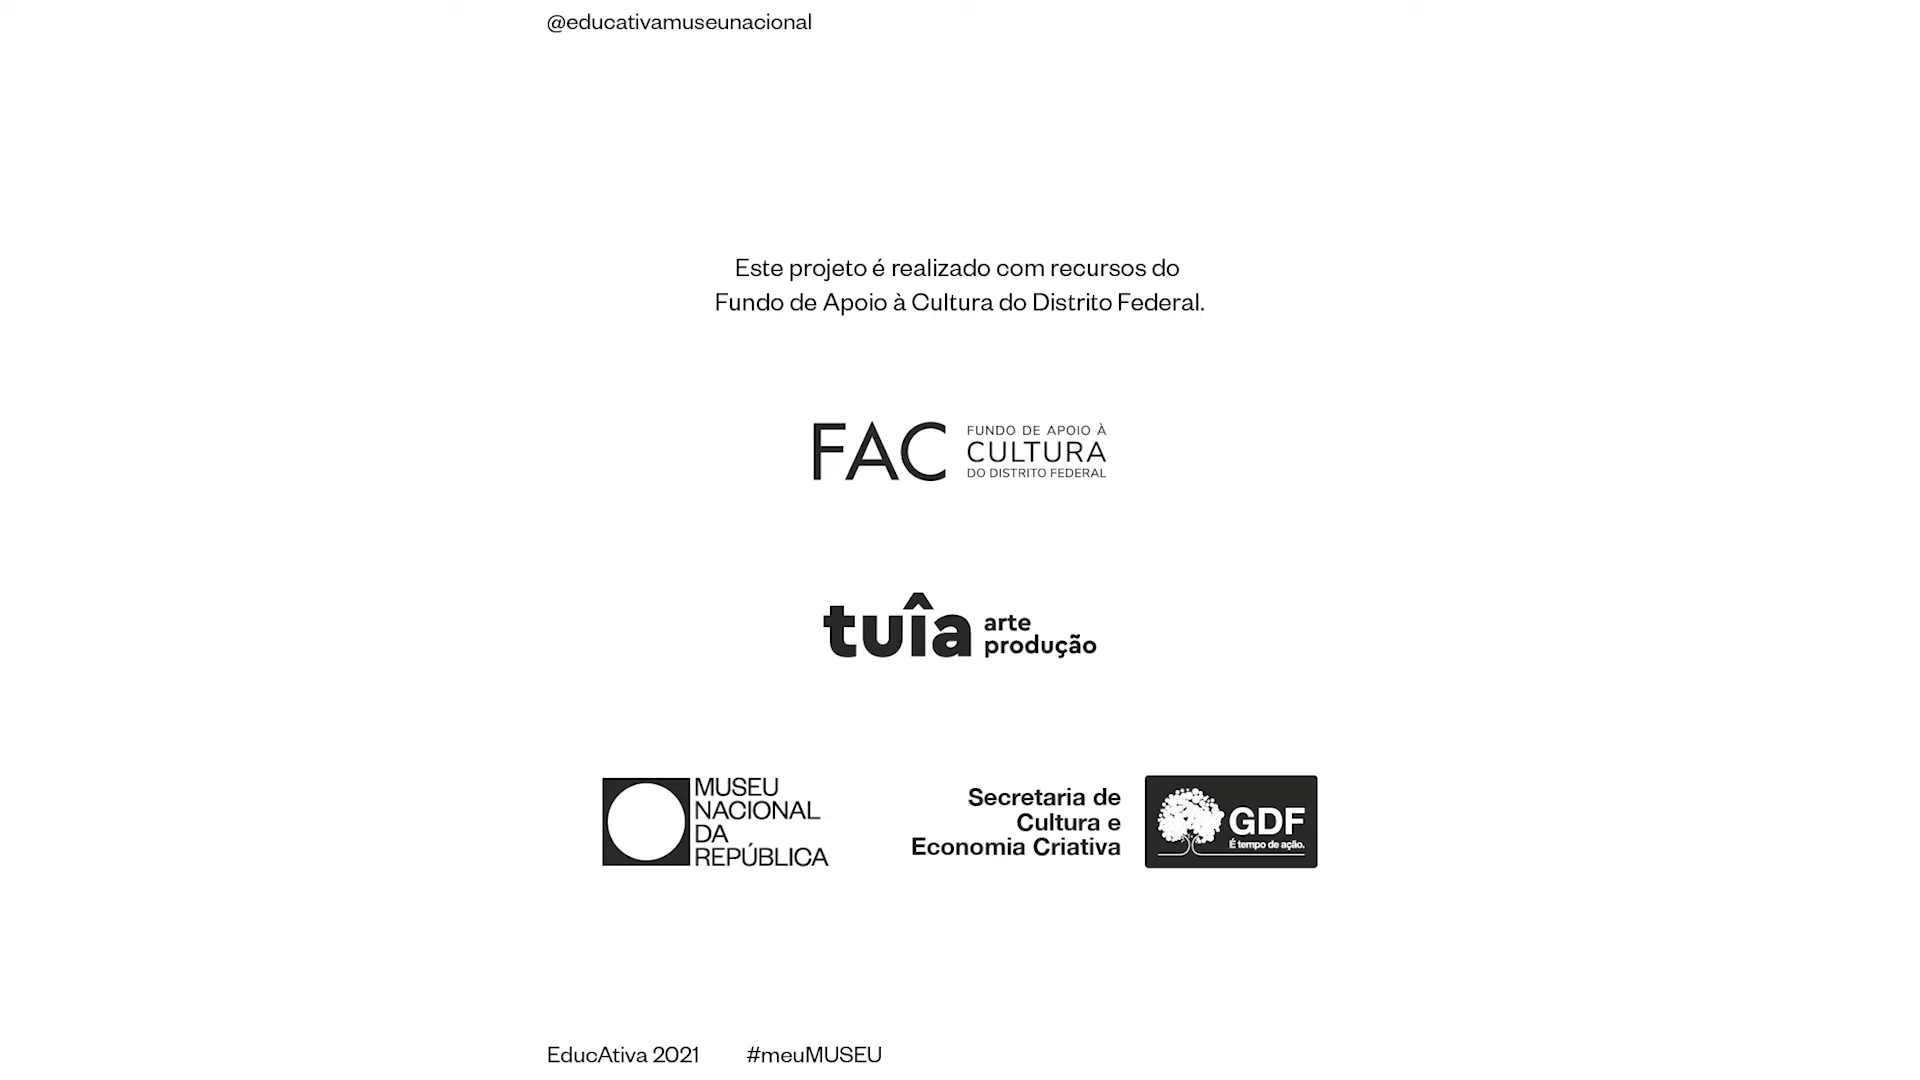 @educativamuseunacional
Este projeto é realizado com recursos do
Fundo de Apoio à Cultura do Distrito Federal.
FAC
FUNDO DE APOIO À
CULTURA
DO DISTRITO FEDERAL
tuîa
arte
produção
MUSEU
NACIONAL
DA
REPÚBLICA
Secretaria de
Cultura e
Economia Criativa
GDF
É tempo de ação.
EducAtiva 2021 #meuMUSEU